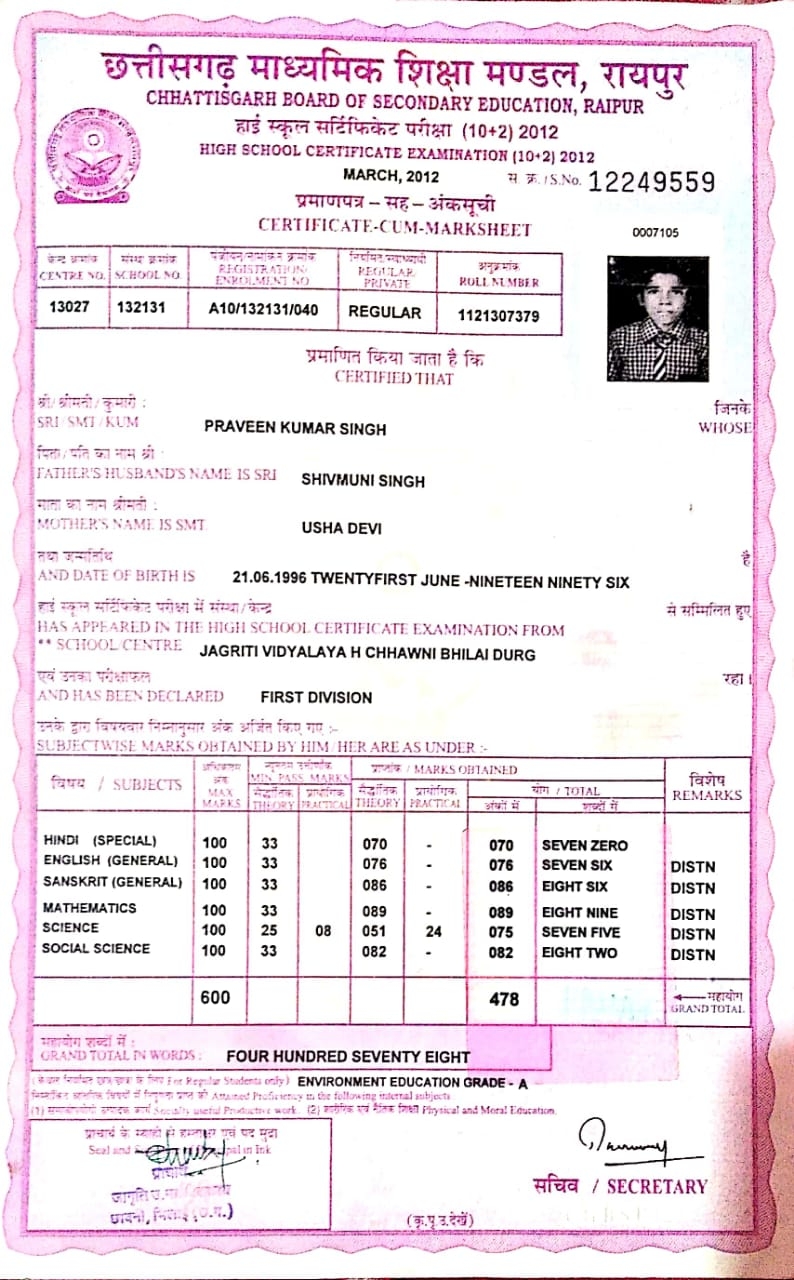 छत्तीसगढ़ माध्यमिक शिक्षा मण्डल, रायपुर
CHHATTISGARH BOARD OF SECONDARY EDUCATION, RAIPUR
हाई स्कूल सर्टिफिकेट परीक्षा (10+2) 2012
HIGH SCHOOL CERTIFICATE EXAMINATION (10+2) 2012
MARCH, 2012 स. क्र. / S.No. 12249559
प्रमाणपत्र – सह – अंकसूची
CERTIFICATE-CUM-MARKSHEET
0007105
केन्द्र क्रमांक संस्था क्रमांक पंजीयन/नामांकन क्रमांक नियमित/स्वाध्यायी अनुक्रमांक
CENTRE NO. SCHOOL NO. REGISTRATION/ ENROLMENT NO REGULAR/ PRIVATE ROLL NUMBER
13027 132131 A10/132131/040 REGULAR 1121307379
प्रमाणित किया जाता है कि
CERTIFIED THAT
श्री/श्रीमती/कुमारी : जिनके
SRI/SMT/KUM PRAVEEN KUMAR SINGH WHOSE
पिता/पति का नाम श्री :
FATHER'S HUSBAND'S NAME IS SRI SHIVMUNI SINGH
माता का नाम श्रीमती :
MOTHER'S NAME IS SMT. USHA DEVI
तथा जन्मतिथि है
AND DATE OF BIRTH IS 21.06.1996 TWENTYFIRST JUNE -NINETEEN NINETY SIX
हाई स्कूल सर्टिफिकेट परीक्षा में संस्था/केन्द्र से सम्मिलित हुए
HAS APPEARED IN THE HIGH SCHOOL CERTIFICATE EXAMINATION FROM
** SCHOOL/CENTRE JAGRITI VIDYALAYA H CHHAWNI BHILAI DURG
एवं उनका परीक्षाफल रहा।
AND HAS BEEN DECLARED FIRST DIVISION
उनके द्वारा विषयवार निम्नानुसार अंक अर्जित किए गए :-
SUBJECTWISE MARKS OBTAINED BY HIM/HER ARE AS UNDER :-
विषय / SUBJECTS अधिकतम अंक MAX MARKS न्यूनतम उत्तीर्णांक MIN. PASS. MARKS प्राप्तांक / MARKS OBTAINED विशेष REMARKS
सैद्धांतिक THEORY प्रायोगिक PRACTICAL सैद्धांतिक THEORY प्रायोगिक PRACTICAL योग / TOTAL
अंकों में शब्दों में
HINDI (SPECIAL) 100 33 070 - 070 SEVEN ZERO
ENGLISH (GENERAL) 100 33 076 - 076 SEVEN SIX DISTN
SANSKRIT (GENERAL) 100 33 086 - 086 EIGHT SIX DISTN
MATHEMATICS 100 33 089 - 089 EIGHT NINE DISTN
SCIENCE 100 25 08 051 24 075 SEVEN FIVE DISTN
SOCIAL SCIENCE 100 33 082 - 082 EIGHT TWO DISTN
600 478 महायोग
GRAND TOTAL
महायोग शब्दों में :
GRAND TOTAL IN WORDS : FOUR HUNDRED SEVENTY EIGHT
For Regular Students only) ENVIRONMENT EDUCATION GRADE - A
Attained Proficiency in the following internal subjects
(1) समाजोपयोगी उत्पादक कार्य Socially useful Productive work. (2) शारीरिक एवं नैतिक शिक्षा Physical and Moral Education.
प्राचार्य के स्याही से हस्ताक्षर एवं पद मुद्रा
Seal and in Ink
सचिव / SECRETARY
(कृ.पृ.उ.देखें)